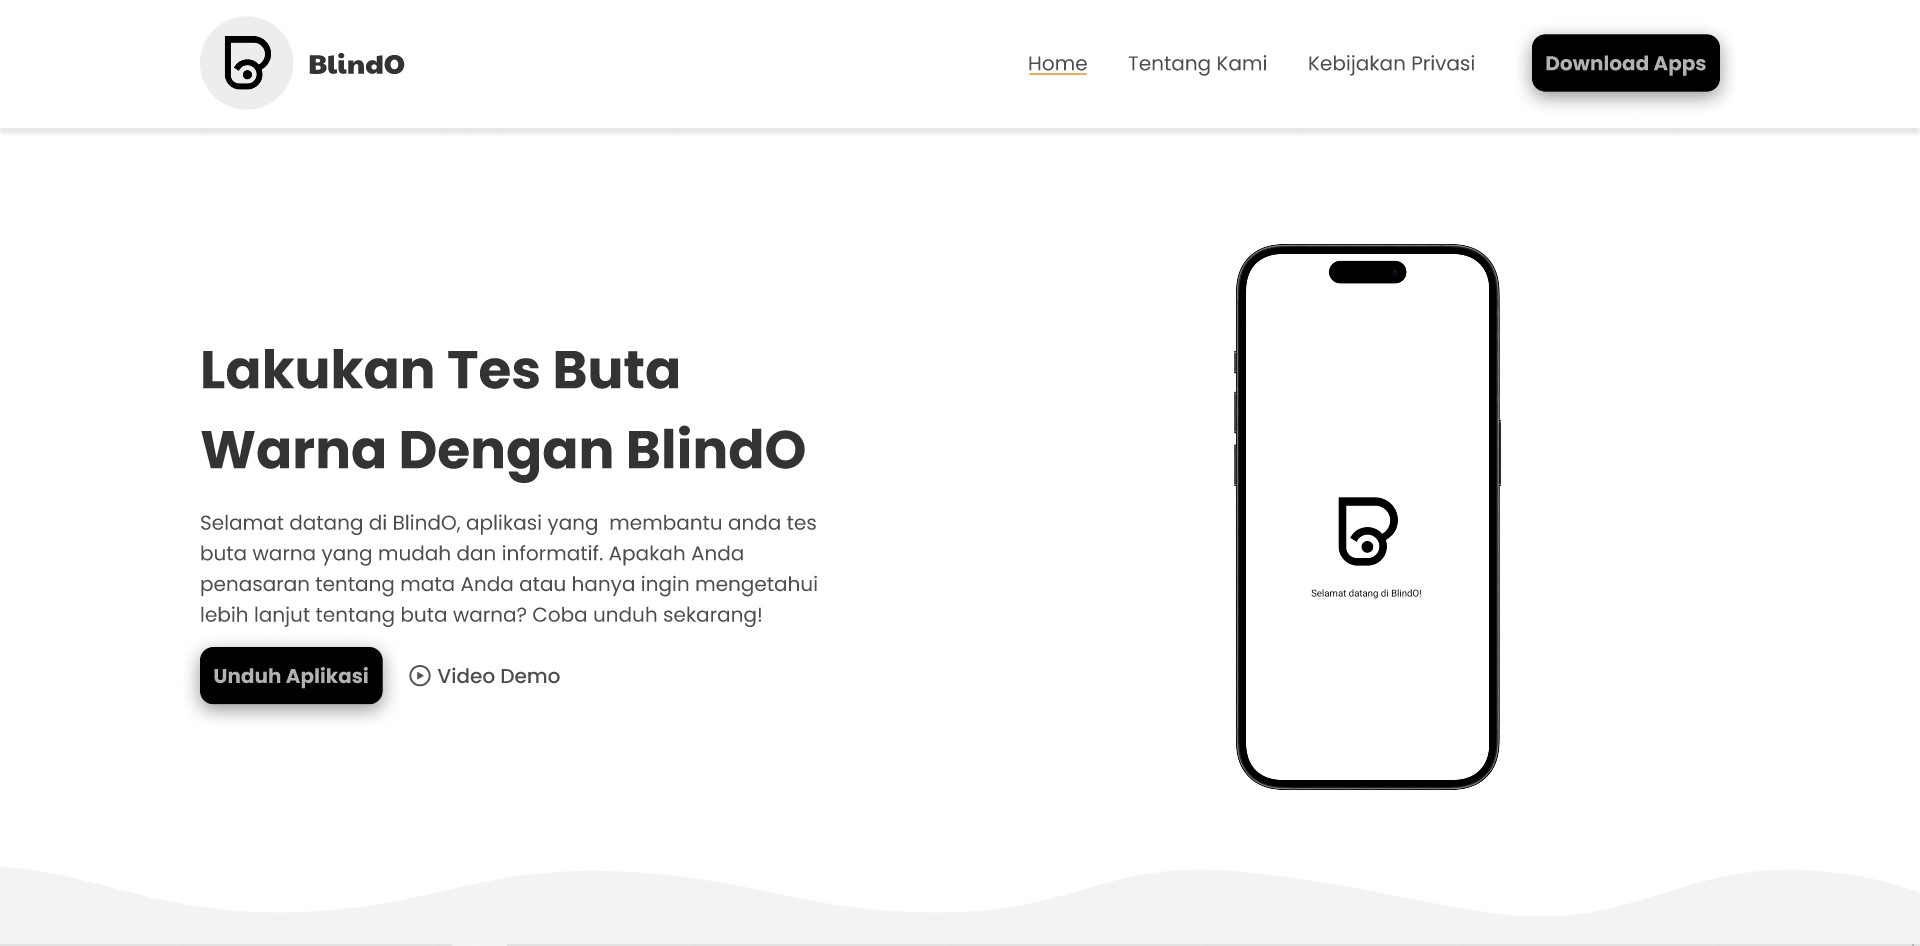 BlindO
Home
Tentang Kami
Kebijakan Privasi
Download Apps
Lakukan Tes Buta
Warna Dengan BlindO
Selamat datang di BlindO, aplikasi yang  membantu anda tes
buta warna yang mudah dan informatif. Apakah Anda
penasaran tentang mata Anda atau hanya ingin mengetahui
lebih lanjut tentang buta warna? Coba unduh sekarang!
Unduh Aplikasi
Video Demo
Selamat datang di BlindO!